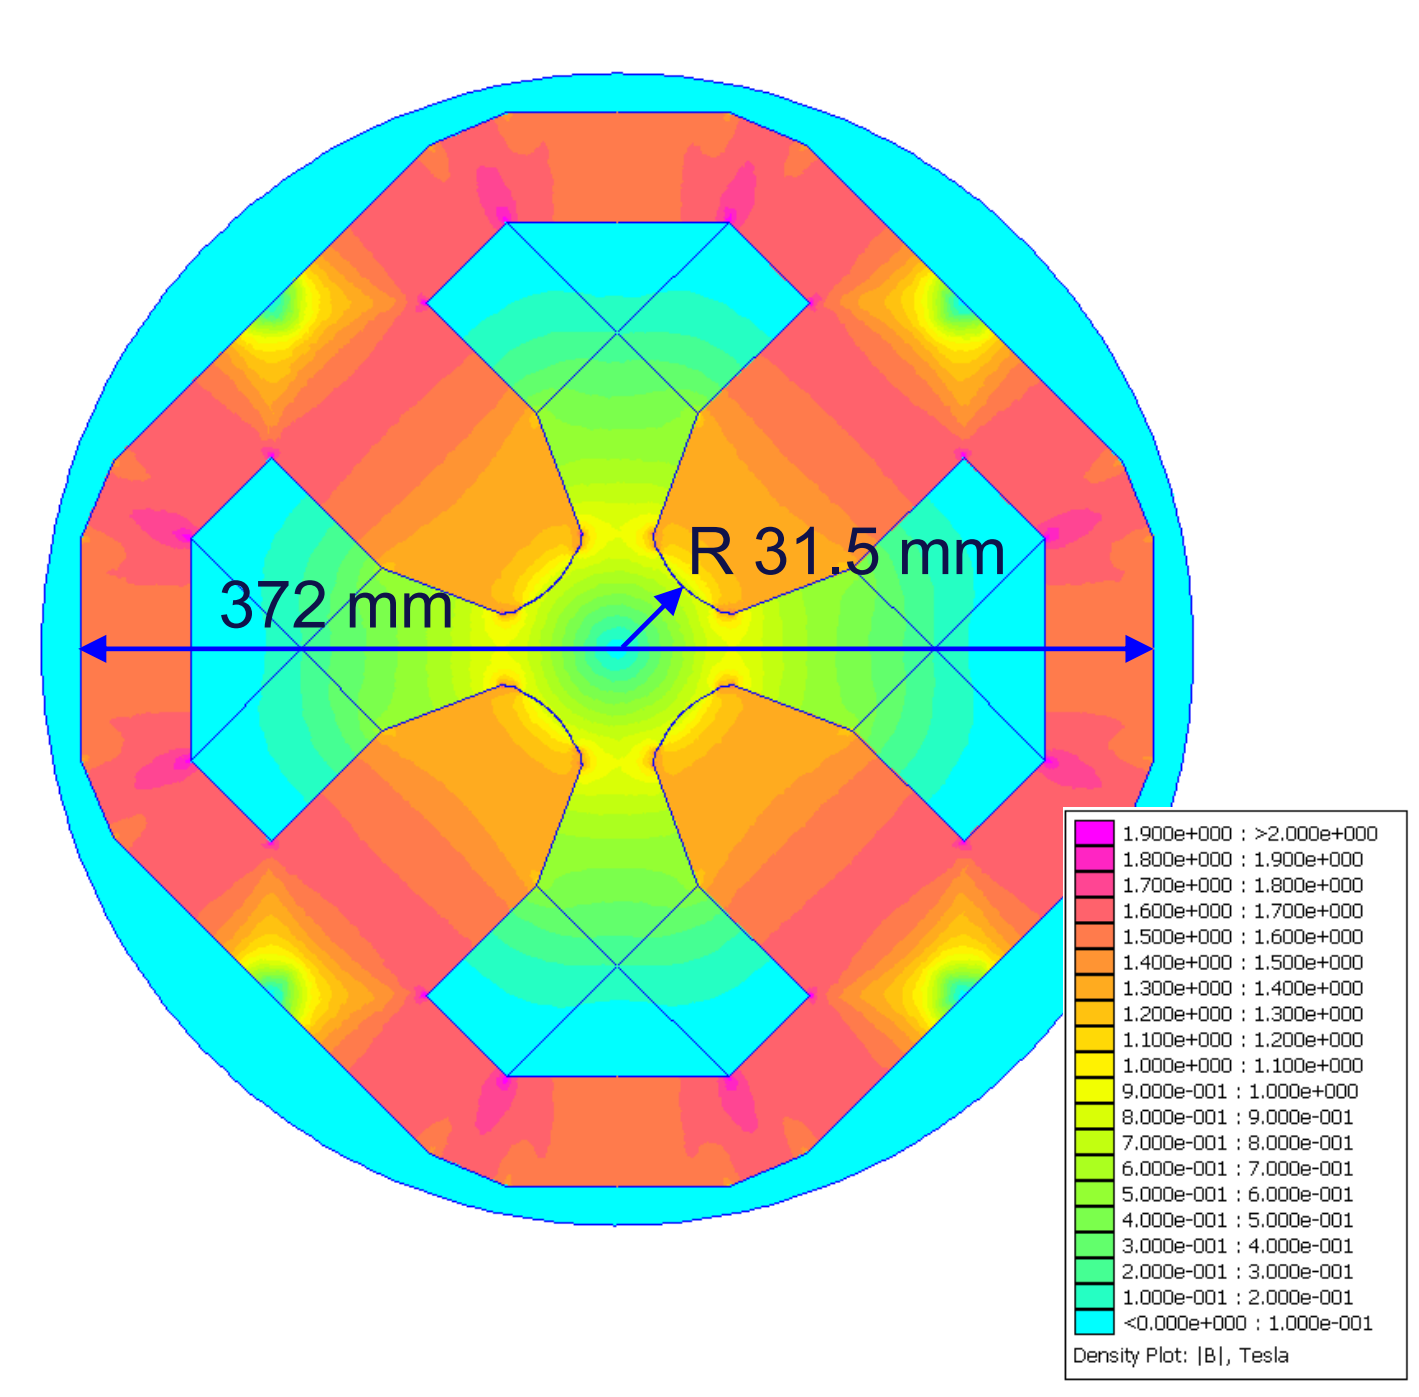 R 31.5 mm
372 mm
1.900e+000 : >2.000e+000
1.800e+000 : 1.900e+000
1.700e+000 : 1.800e+000
1.600e+000 : 1.700e+000
1.500e+000 : 1.600e+000
1.400e+000 : 1.500e+000
1.300e+000 : 1.400e+000
1.200e+000 : 1.300e+000
1.100e+000 : 1.200e+000
1.000e+000 : 1.100e+000
9.000e-001 : 1.000e+000
8.000e-001 : 9.000e-001
7.000e-001 : 8.000e-001
6.000e-001 : 7.000e-001
5.000e-001 : 6.000e-001
4.000e-001 : 5.000e-001
3.000e-001 : 4.000e-001
2.000e-001 : 3.000e-001
1.000e-001 : 2.000e-001
<0.000e+000 : 1.000e-001
Density Plot: |B|, Tesla